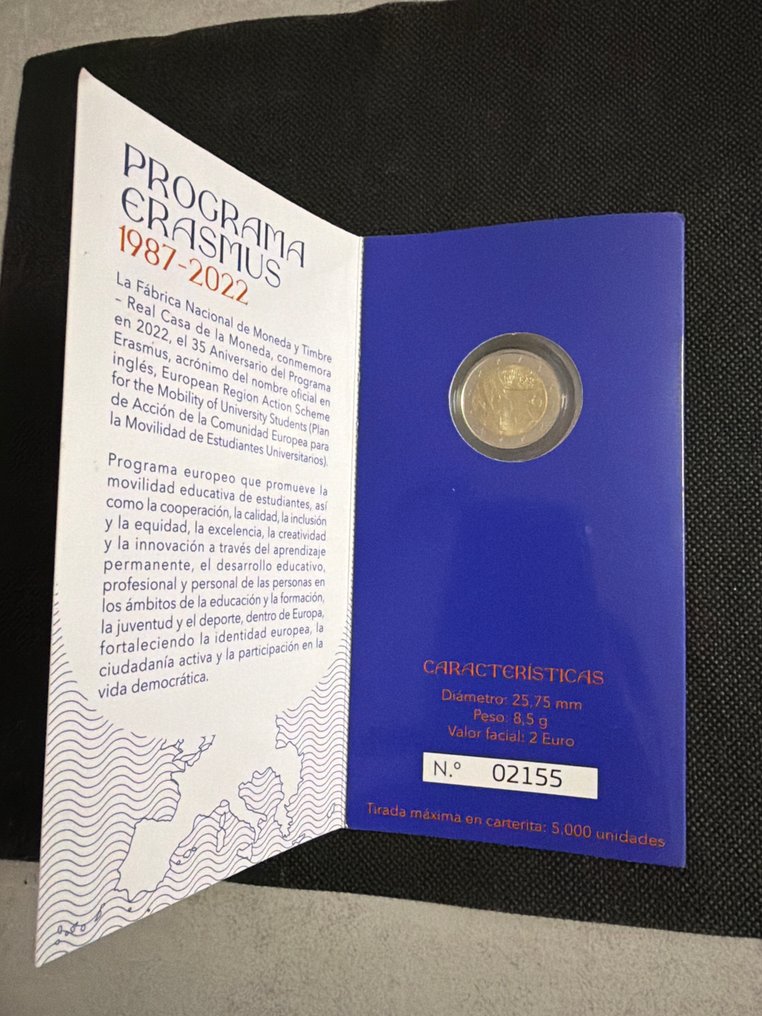 PROGRAMA
ERASMUS
1987-2022
La Fábrica Nacional de Moneda y Timbre
- Real Casa de la Moneda, conmemora
en 2022, el 35 Aniversario del Programa
Erasmus, acrónimo del nombre oficial en
inglés, European Region Action Scheme
for the Mobility of University Students (Plan
de Acción de la Comunidad Europea para
la Movilidad de Estudiantes Universitarios).
Programa europeo que promueve la
movilidad educativa de estudiantes, así
como la cooperación, la calidad, la inclusión
y la equidad, la excelencia, la creatividad
y la innovación a través del aprendizaje
permanente, el desarrollo educativo,
profesional y personal de las personas en
los ámbitos de la educación y la formación,
la juventud y el deporte, dentro de Europa,
fortaleciendo la identidad europea, la
ciudadanía activa y la participación en la
vida democrática.
CARACTERÍSTICAS
Diámetro: 25,75 mm
Peso: 8,5 g
Valor facial: 2 Euro
N.º 02155
Tirada máxima en carterita: 5.000 unidades